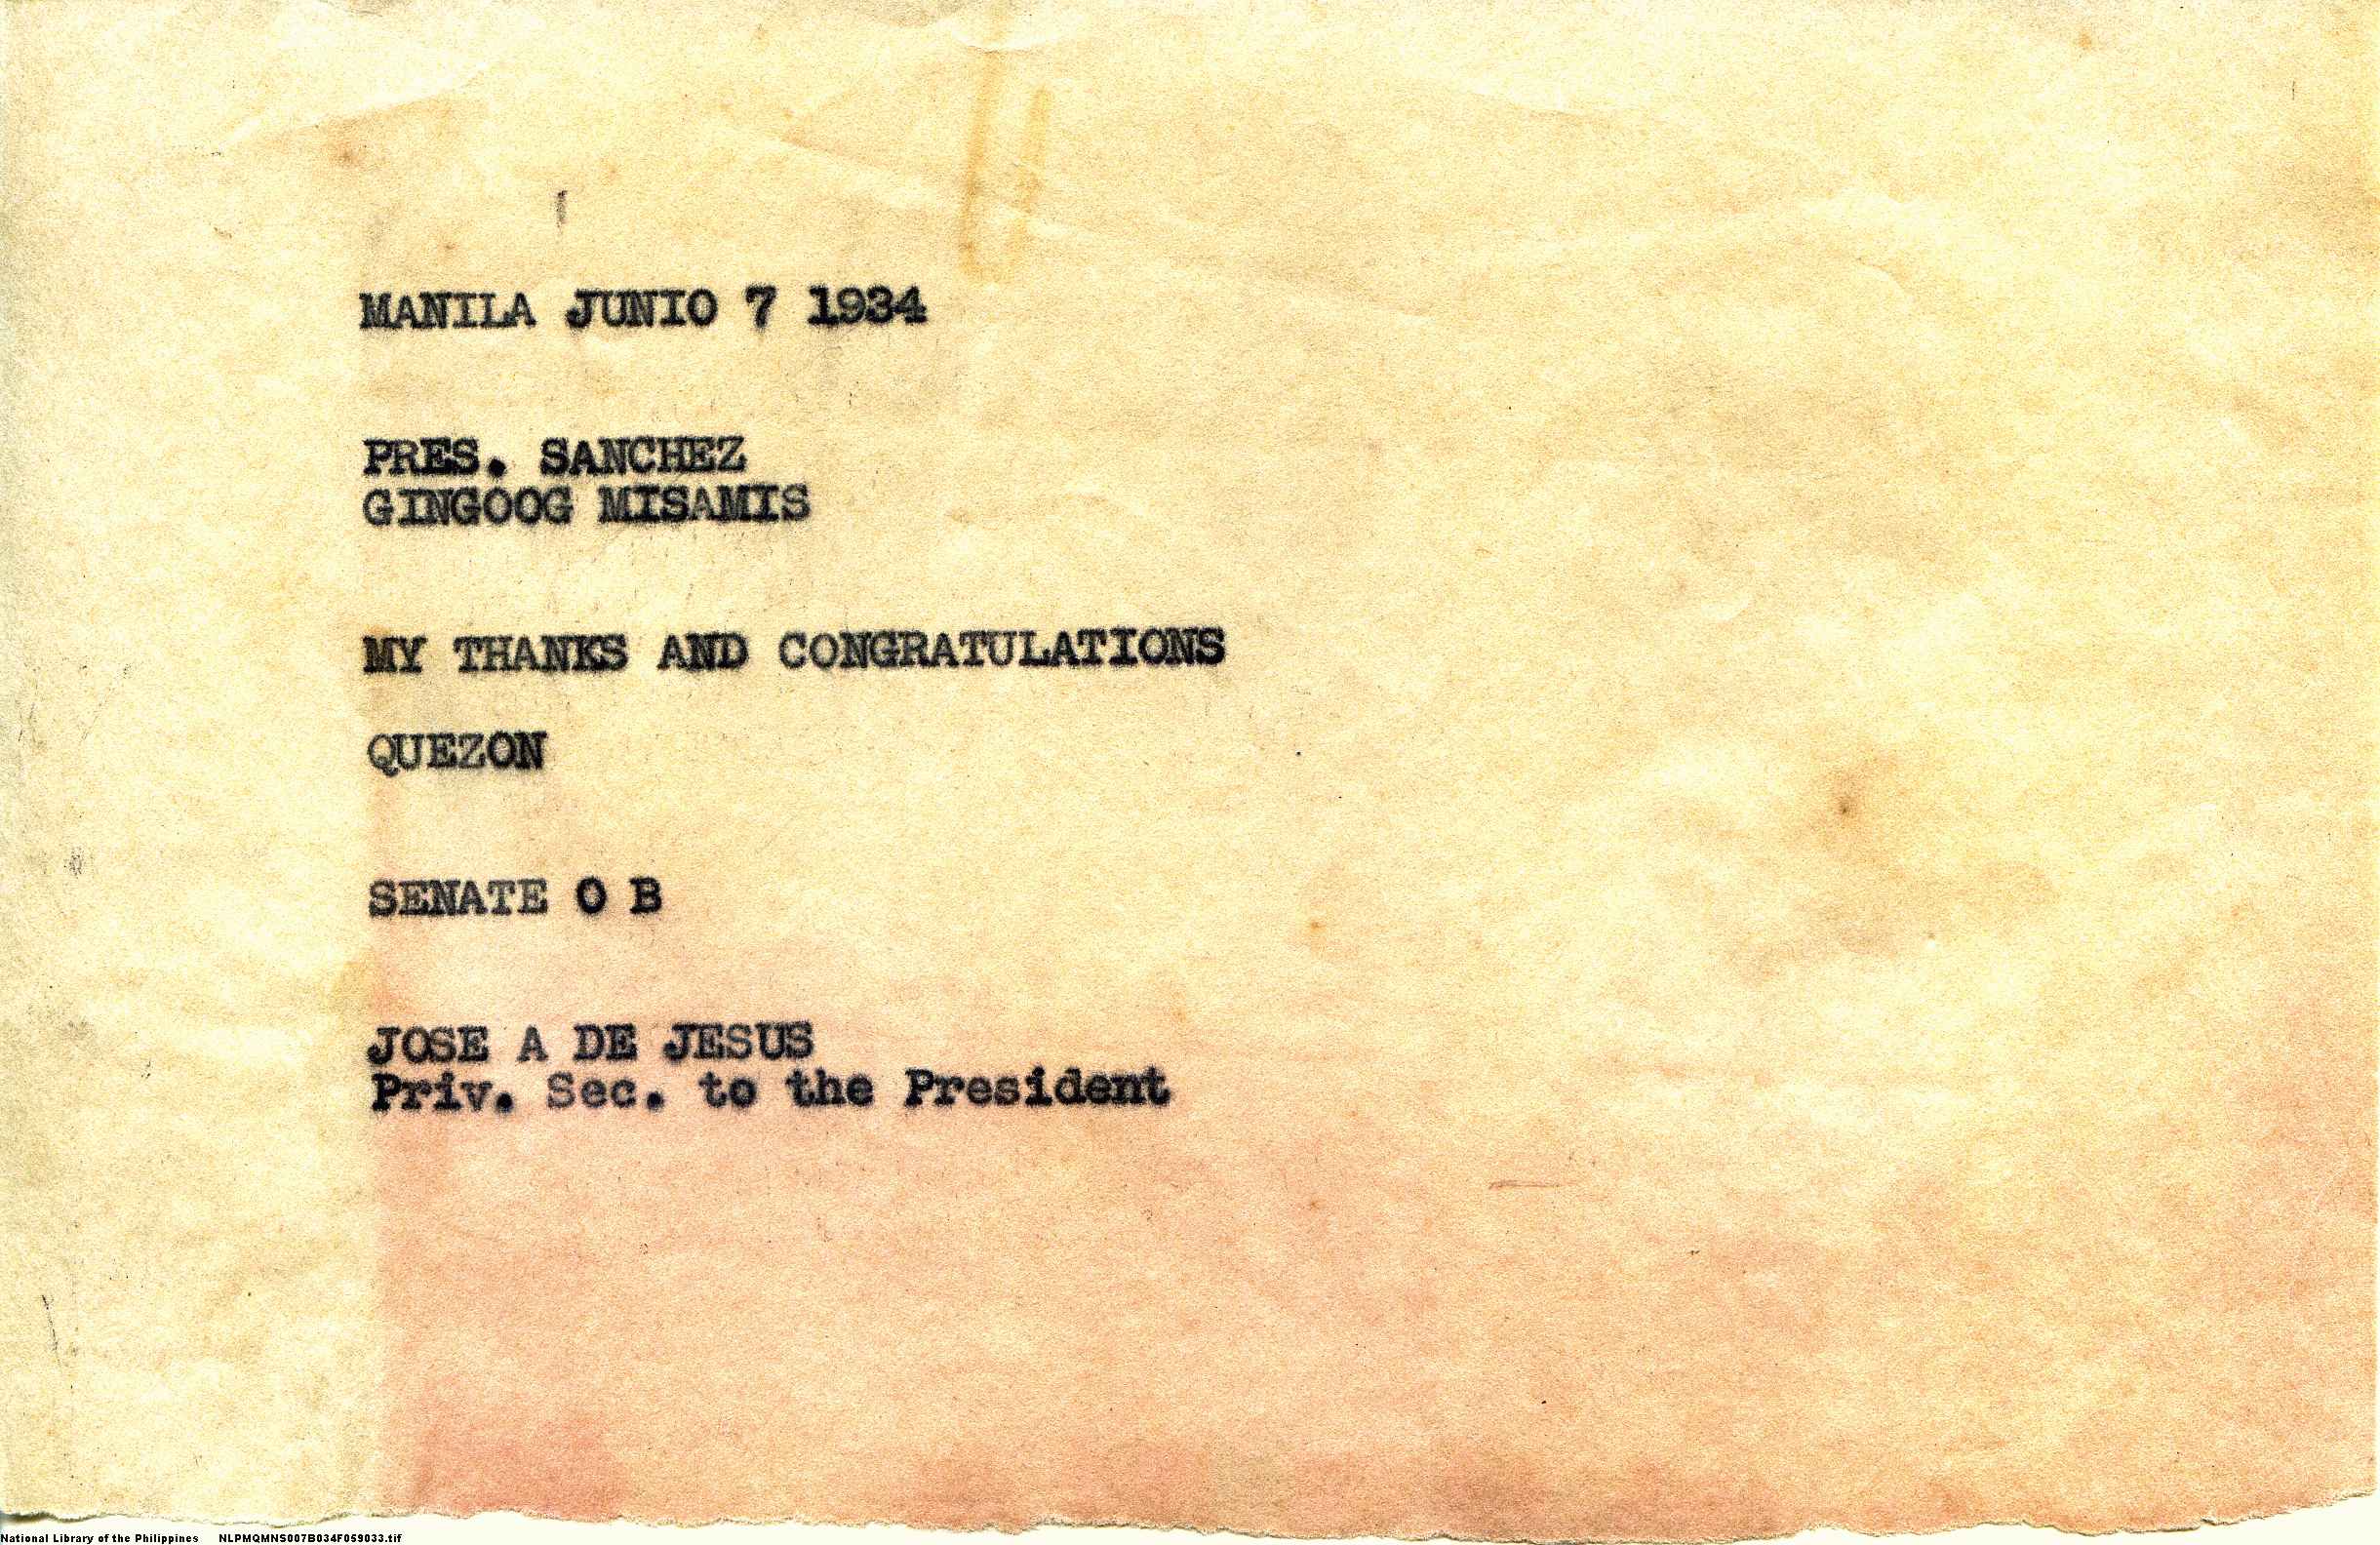 MANILA JUNIO 7 1934
PRES. SANCHEZ
GINGOOG MISAMIS
MY THANKS AND CONGRATULATIONS
QUEZON
SENATE O B
JOSE A DE JESUS
Priv. Sec. to the President
National Library of the Philippines NLPMQMNS007B034F059033.tif